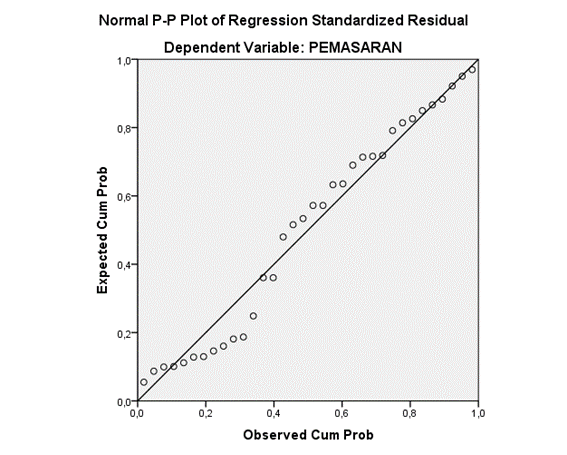 Normal P-P Plot of Regression Standardized Residual
Dependent Variable: PEMASARAN
Expected Cum Prob
1,0
0,8
0,6
0,4
0,2
0,0
0,0 0,2 0,4 0,6 0,8 1,0
Observed Cum Prob